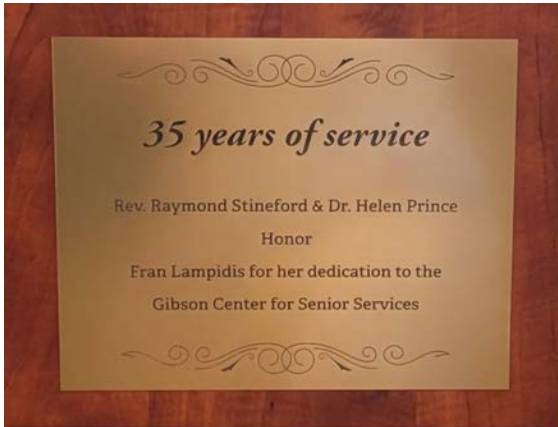 35 years of service
Rev. Raymond Stineford & Dr. Helen Prince
Honor
Fran Lampidis for her dedication to the
Gibson Center for Senior Services